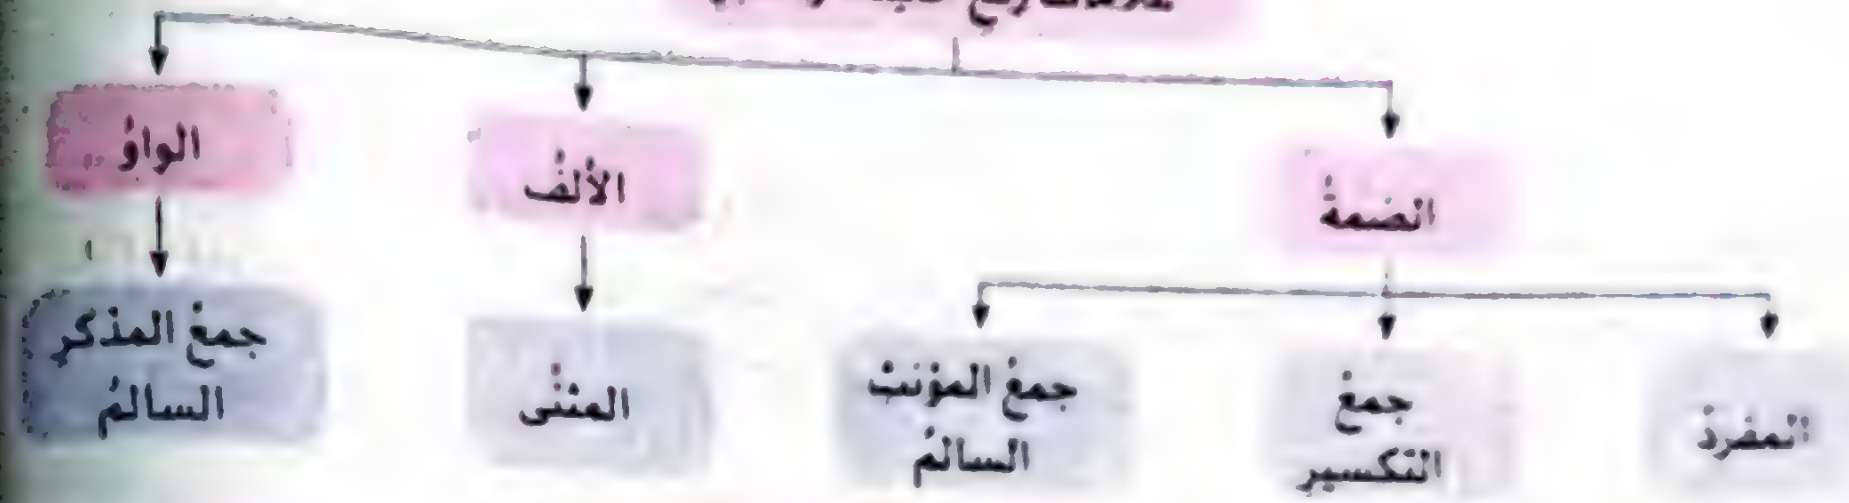 الضمةُ
الألفُ
الواوُ
المفردُ
جمعُ
التكسيرِ
جمعُ المؤنثِ
السالمُ
المثنى
جمعُ المذكرِ
السالمُ